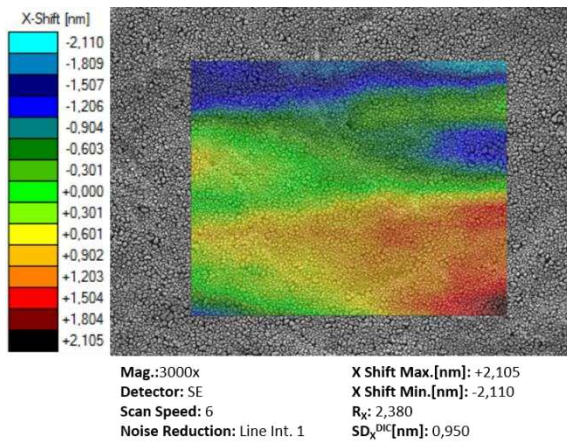 X-Shift [nm]
-2,110
-1.809
-1,507
-1,206
-0,904
-0,603
-0,301
+0,000
+0,301
+0,601
+0,902
+1,203
+1,504
+1,804
+2,105
Mag.:3000x
Detector: SE
Scan Speed: 6
Noise Reduction: Line Int. 1
X Shift Max.[nm]: +2,105
X Shift Min.[nm]: -2,110
Rx: 2,380
SDx^DIC[nm]: 0,950